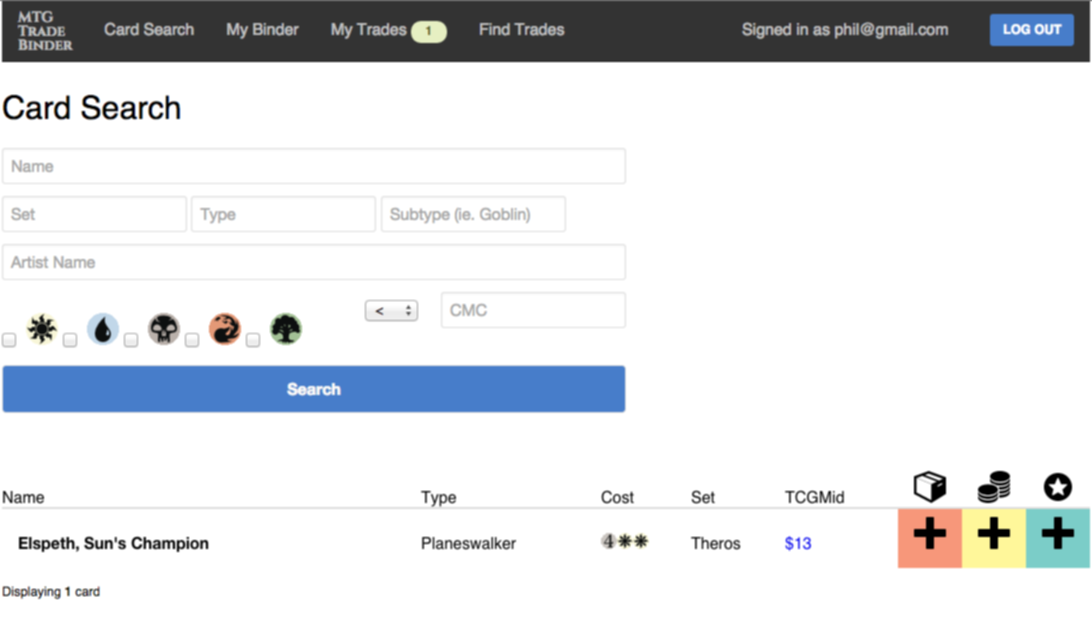 MTG
TRADE
BINDER
Card Search My Binder My Trades 1 Find Trades Signed in as phil@gmail.com LOG OUT
Card Search
Name
Set Type Subtype (ie. Goblin)
Artist Name
< CMC
Search
Name Type Cost Set TCGMid
Elspeth, Sun's Champion Planeswalker 4 Theros $13
Displaying 1 card